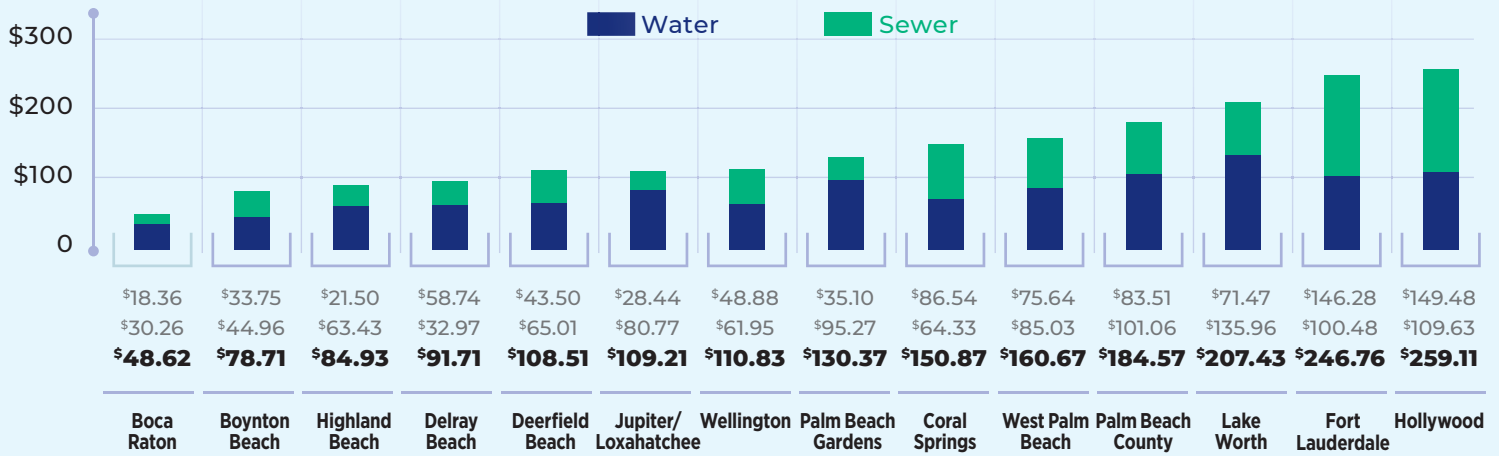 Water Sewer
$300
$200
$100
0
$18.36 $33.75 $21.50 $58.74 $43.50 $28.44 $48.88 $35.10 $86.54 $75.64 $83.51 $71.47 $146.28 $149.48
$30.26 $44.96 $63.43 $32.97 $65.01 $80.77 $61.95 $95.27 $64.33 $85.03 $101.06 $135.96 $100.48 $109.63
$48.62 $78.71 $84.93 $91.71 $108.51 $109.21 $110.83 $130.37 $150.87 $160.67 $184.57 $207.43 $246.76 $259.11
Boca Boynton Highland Delray Deerfield Jupiter/ Wellington Palm Beach Coral West Palm Palm Beach Lake Fort Hollywood
Raton Beach Beach Beach Beach Loxahatchee Gardens Springs Beach County Worth Lauderdale